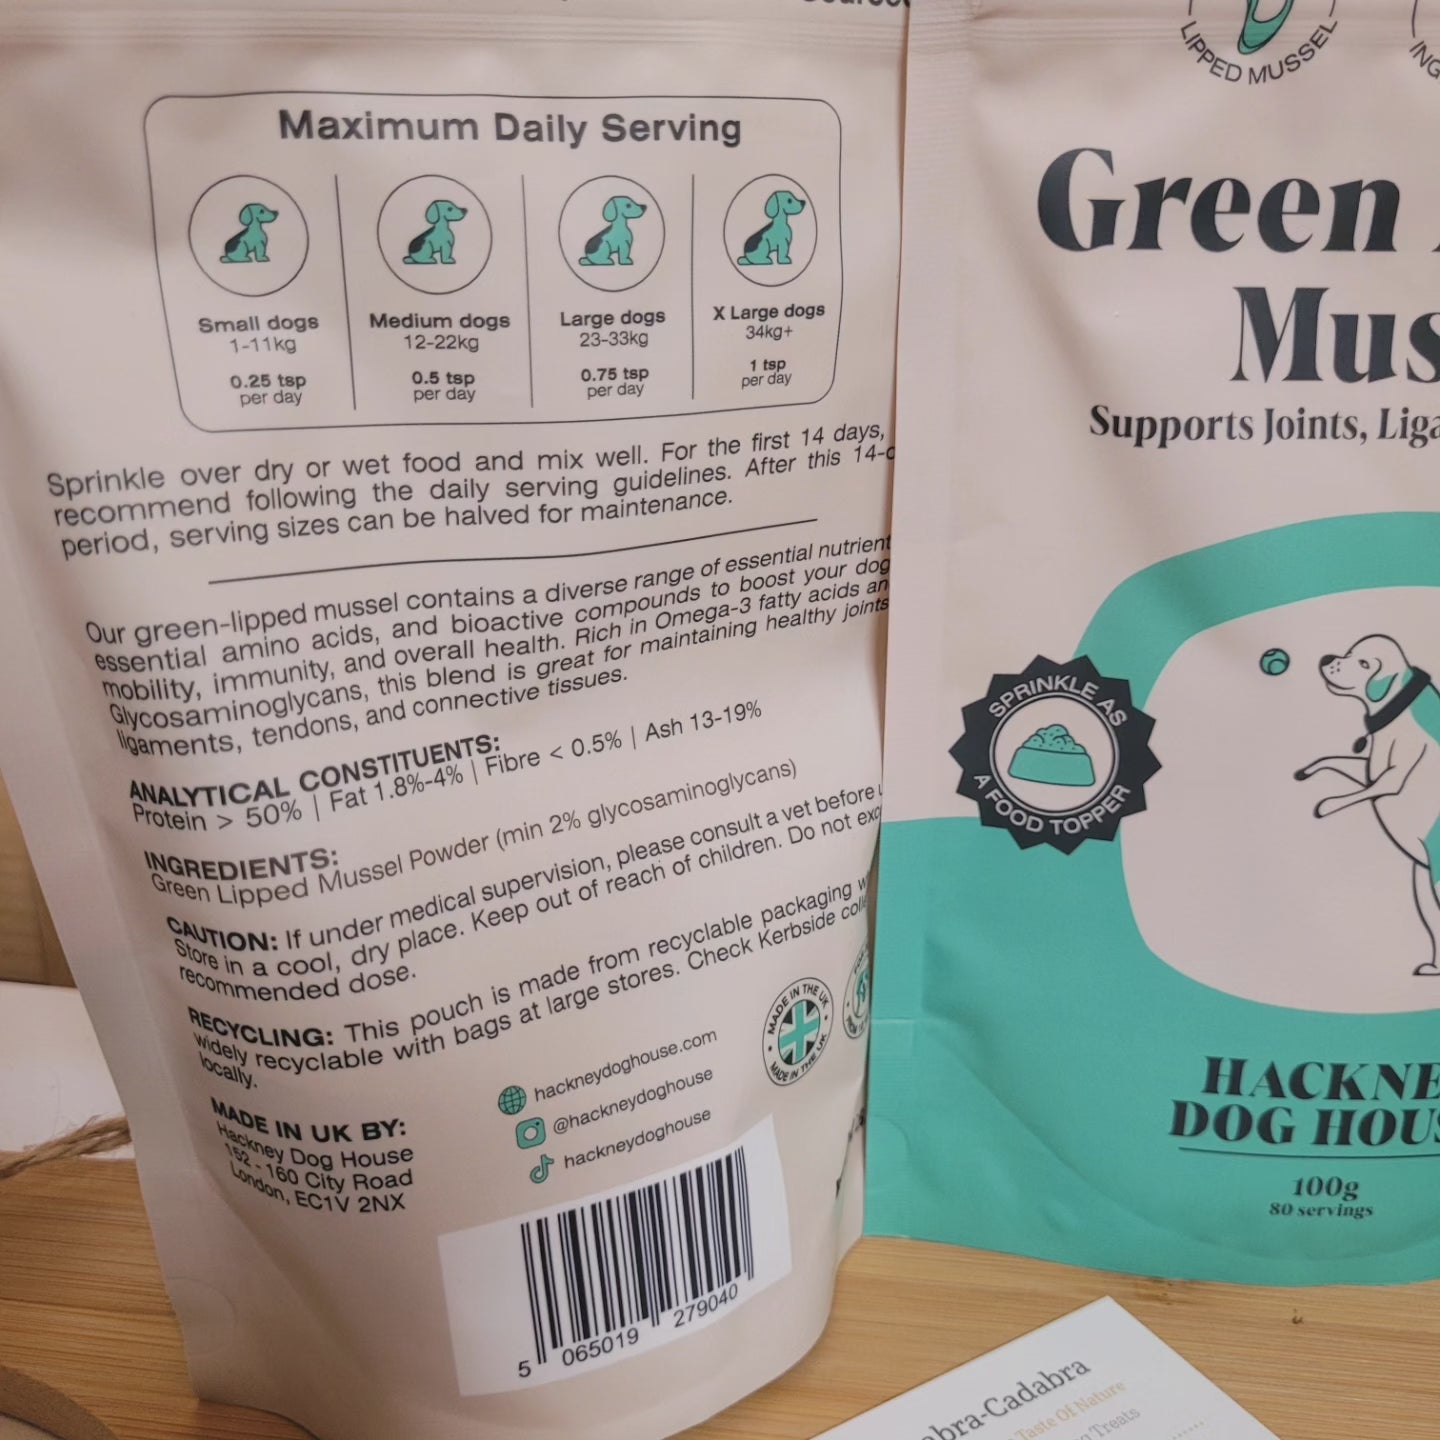 Maximum Daily Serving
Small dogs
1-11kg
0.25 tsp
per day
Medium dogs
12-22kg
0.5 tsp
per day
Large dogs
23-33kg
0.75 tsp
per day
X Large dogs
34kg+
1 tsp
per day
Sprinkle over dry or wet food and mix well. For the first 14 days,
recommend following the daily serving guidelines. After this 14-
period, serving sizes can be halved for maintenance.
Our green-lipped mussel contains a diverse range of essential nutrient
essential amino acids, and bioactive compounds to boost your dog
mobility, immunity, and overall health. Rich in Omega-3 fatty acids an
Glycosaminoglycans, this blend is great for maintaining healthy joints
ligaments, tendons, and connective tissues.
ANALYTICAL CONSTITUENTS:
Protein > 50% | Fat 1.8%-4% | Fibre < 0.5% | Ash 13-19%
INGREDIENTS:
Green Lipped Mussel Powder (min 2% glycosaminoglycans)
CAUTION: If under medical supervision, please consult a vet before
Store in a cool, dry place. Keep out of reach of children. Do not exc
recommended dose.
RECYCLING: This pouch is made from recyclable packaging w
widely recyclable with bags at large stores. Check Kerbside coll
locally.
MADE IN UK BY:
Hackney Dog House
152 - 160 City Road
London, EC1V 2NX
hackneydoghouse.com
@hackneydoghouse
hackneydoghouse
MADE IN THE UK
MADE IN THE UK
5 065019 279040
LIPPED MUSSEL
ING
Green
Mus
Supports Joints, Liga
SPRINKLE AS
A FOOD TOPPER
HACKNE
DOG HOUS
100g
80 servings
bra-Cadabra
Taste Of Nature
Treats